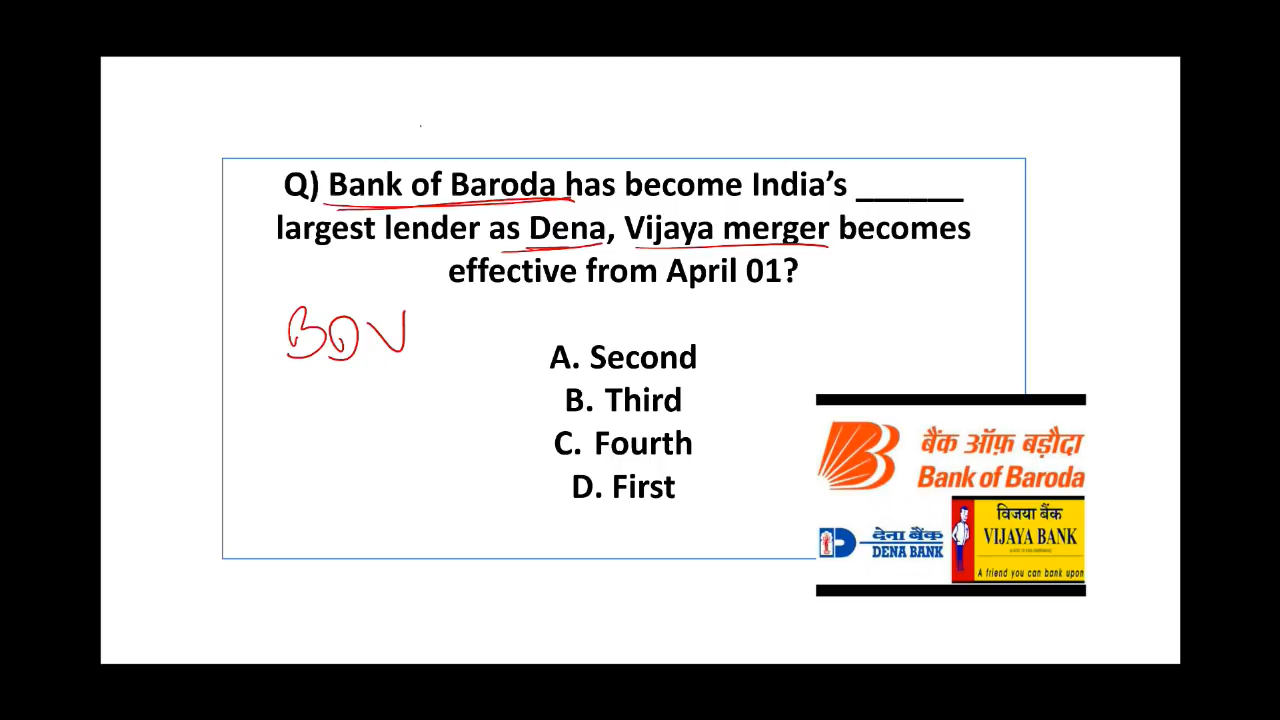 Q) Bank of Baroda has become India’s ______
largest lender as Dena, Vijaya merger becomes
effective from April 01?
BDV
A. Second
B. Third
C. Fourth
D. First
बैंक ऑफ़ बड़ौदा
Bank of Baroda
देना बैंक
DENA BANK
विजया बैंक
VIJAYA BANK
A friend you can bank upon